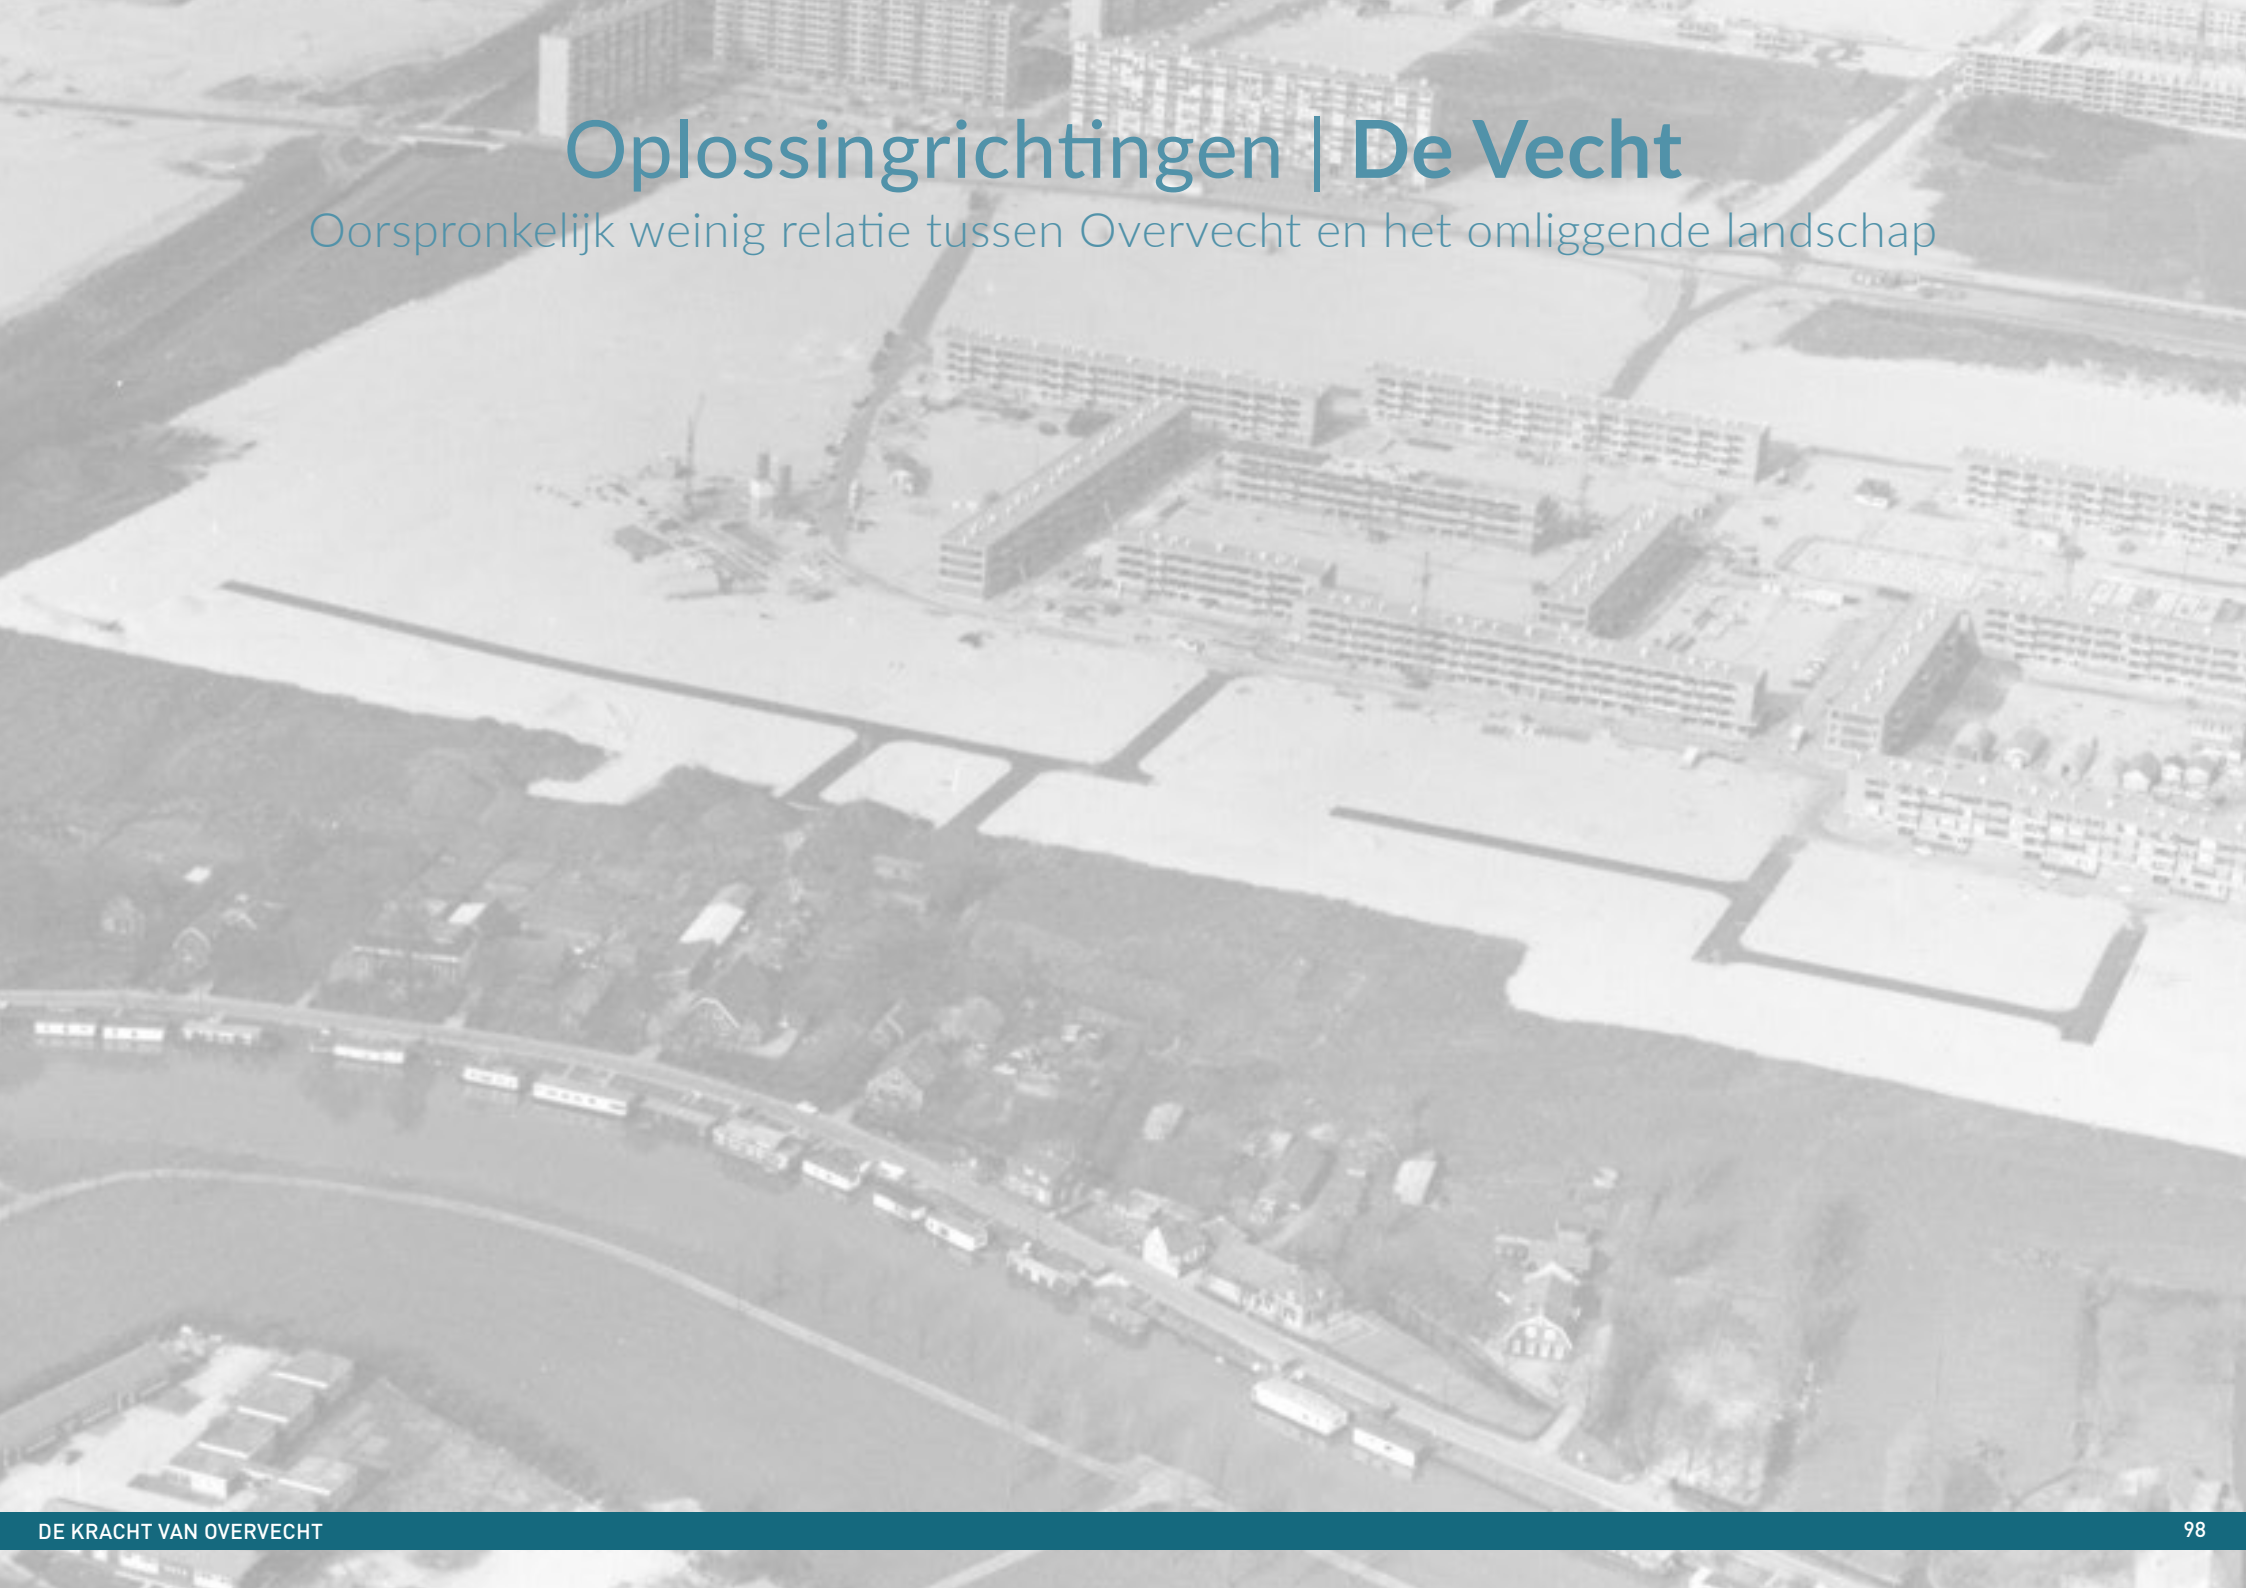 Oplossingrichtingen | De Vecht
Oorspronkelijk weinig relatie tussen Overvecht en het omliggende landschap
DE KRACHT VAN OVERVECHT
98